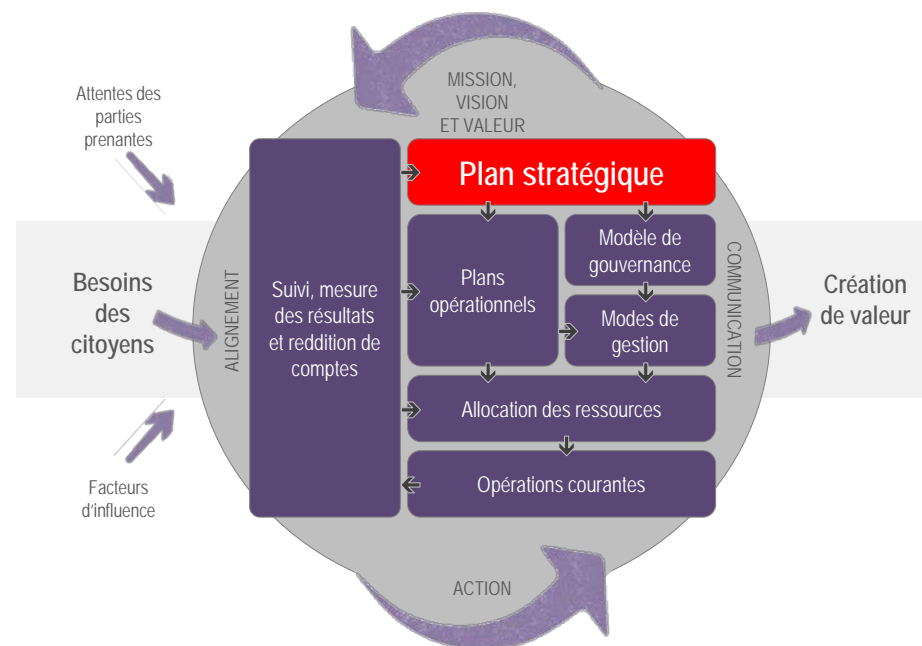 MISSION,
VISION
ET VALEUR
Attentes des
parties
prenantes
Plan stratégique
Besoins
des
citoyens
ALIGNEMENT
Suivi, mesure
des résultats
et reddition de
comptes
Plans
opérationnels
Modèle de
gouvernance
Modes de
gestion
COMMUNICATION
Création
de valeur
Allocation des ressources
Opérations courantes
Facteurs
d'influence
ACTION